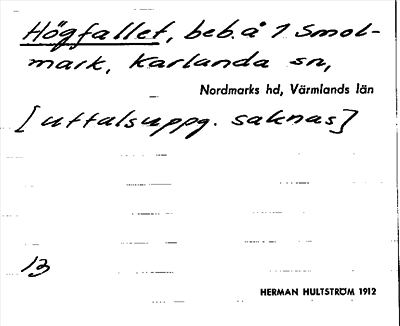 Högfallet, beb. å 1 Smol-
mark, Karlanda sn,
Nordmarks hd, Värmlands län
[uttalsuppg. saknas]
13
HERMAN HULTSTRÖM 1912